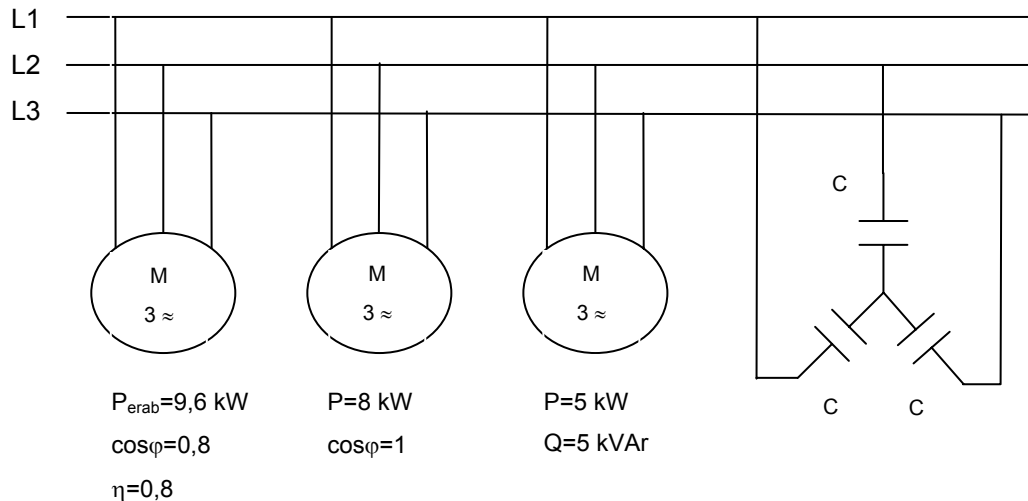 L1
L2
L3
M
3 ≈
M
3 ≈
M
3 ≈
C
C
C
P_erab=9,6 kW
cosφ=0,8
η=0,8
P=8 kW
cosφ=1
P=5 kW
Q=5 kVAr